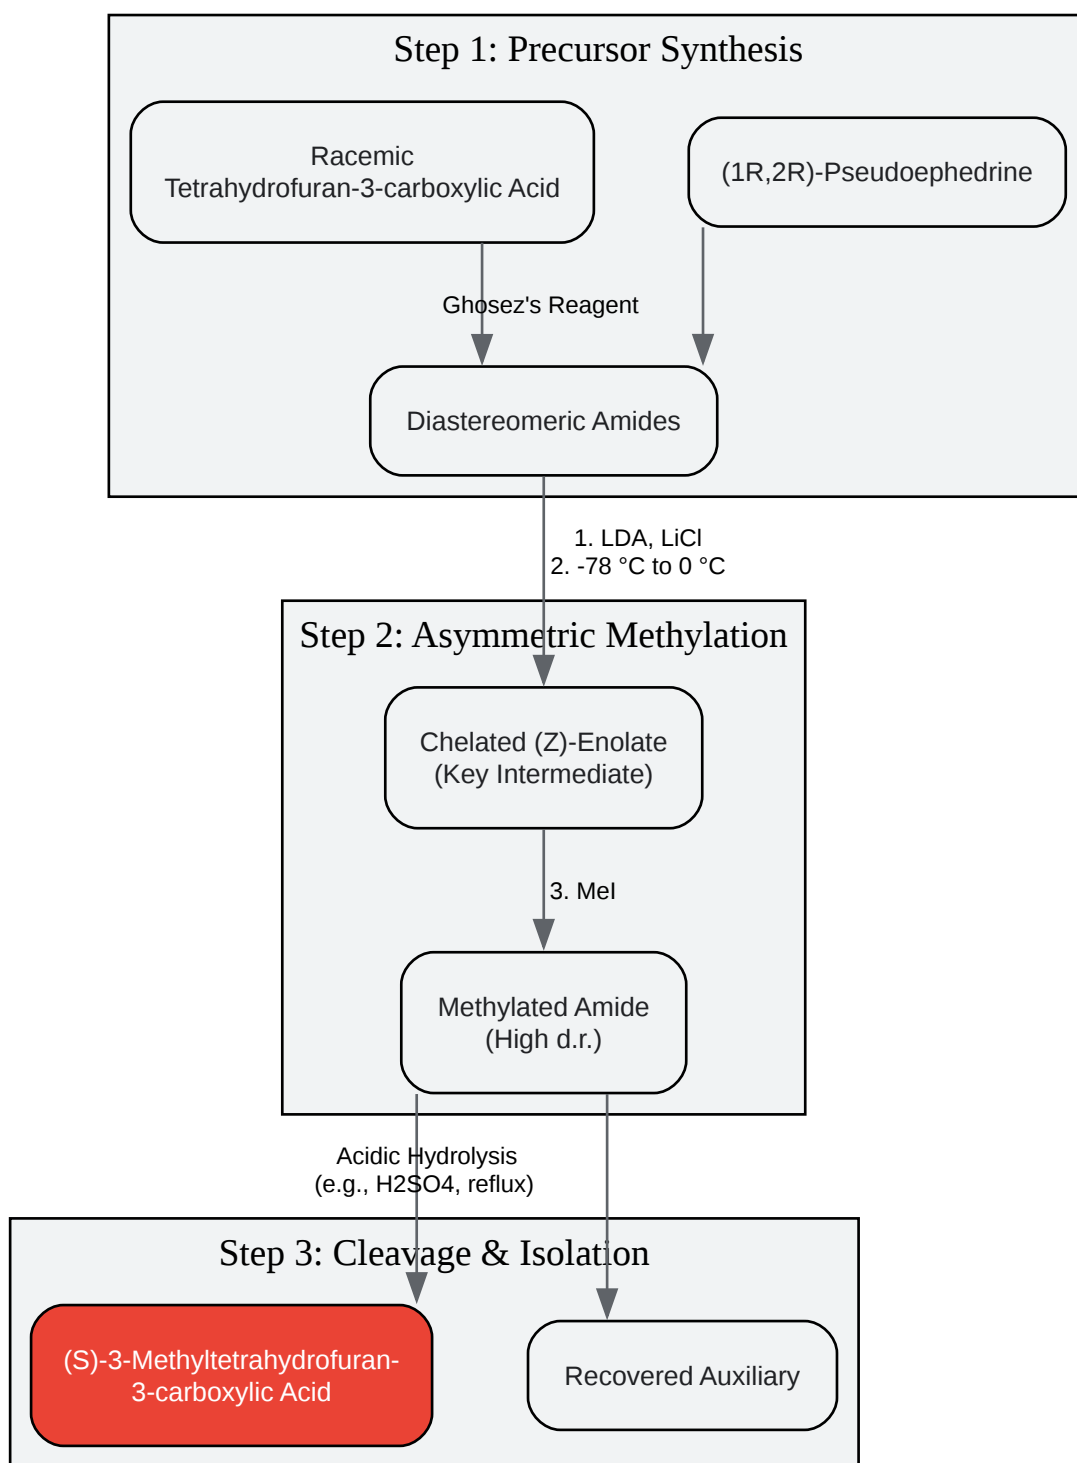 Step 1: Precursor Synthesis
Racemic
Tetrahydrofuran-3-carboxylic Acid
(1R,2R)-Pseudoephedrine
Ghosez's Reagent
Diastereomeric Amides
1. LDA, LiCl
2. -78 °C to 0 °C
Step 2: Asymmetric Methylation
Chelated (Z)-Enolate
(Key Intermediate)
3. MeI
Methylated Amide
(High d.r.)
Acidic Hydrolysis
(e.g., H2SO4, reflux)
Step 3: Cleavage & Isolation
(S)-3-Methyltetrahydrofuran-
3-carboxylic Acid
Recovered Auxiliary